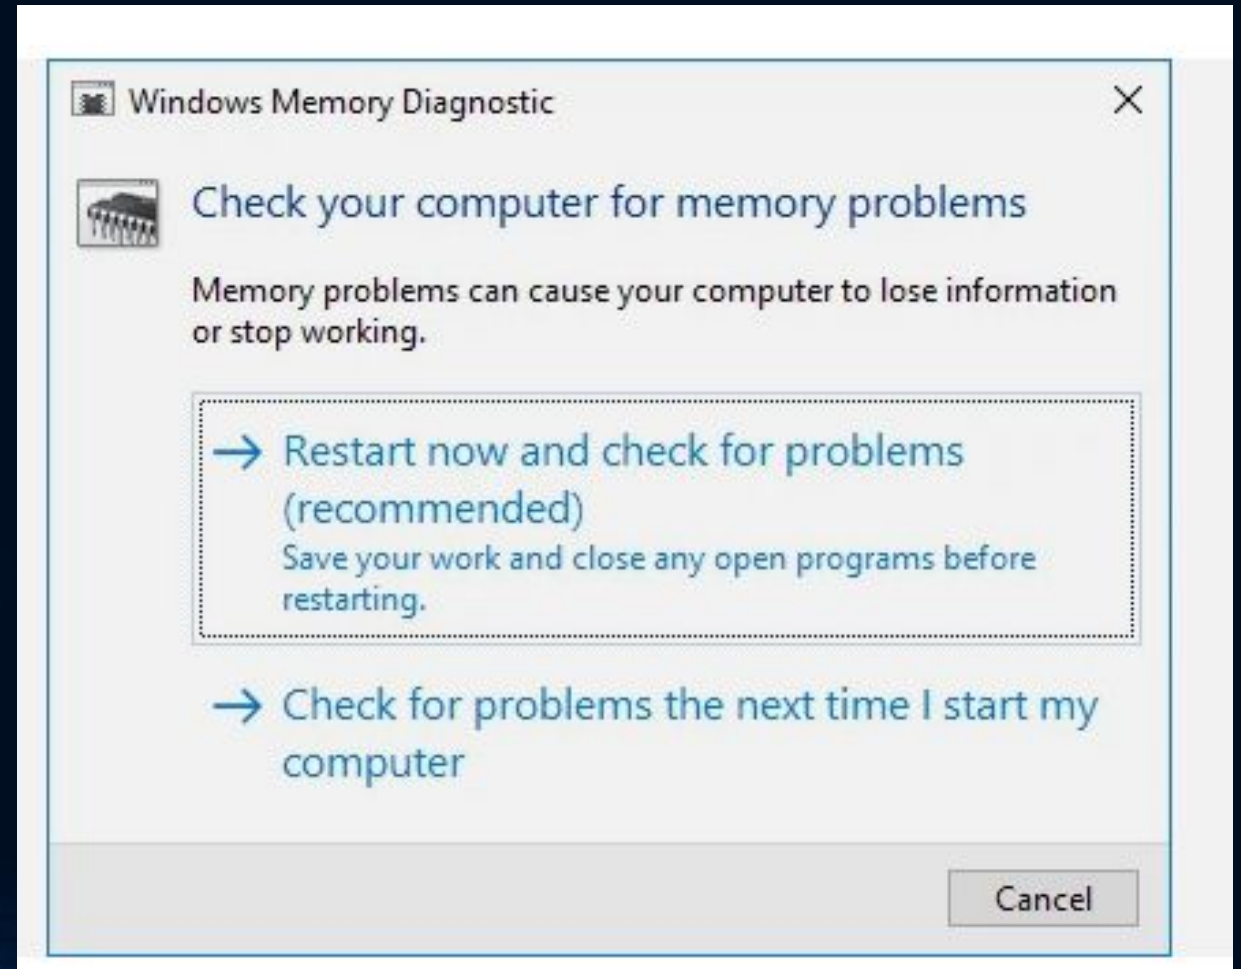 Windows Memory Diagnostic
Check your computer for memory problems
Memory problems can cause your computer to lose information
or stop working.
Restart now and check for problems
(recommended)
Save your work and close any open programs before
restarting.
Check for problems the next time I start my
computer
Cancel